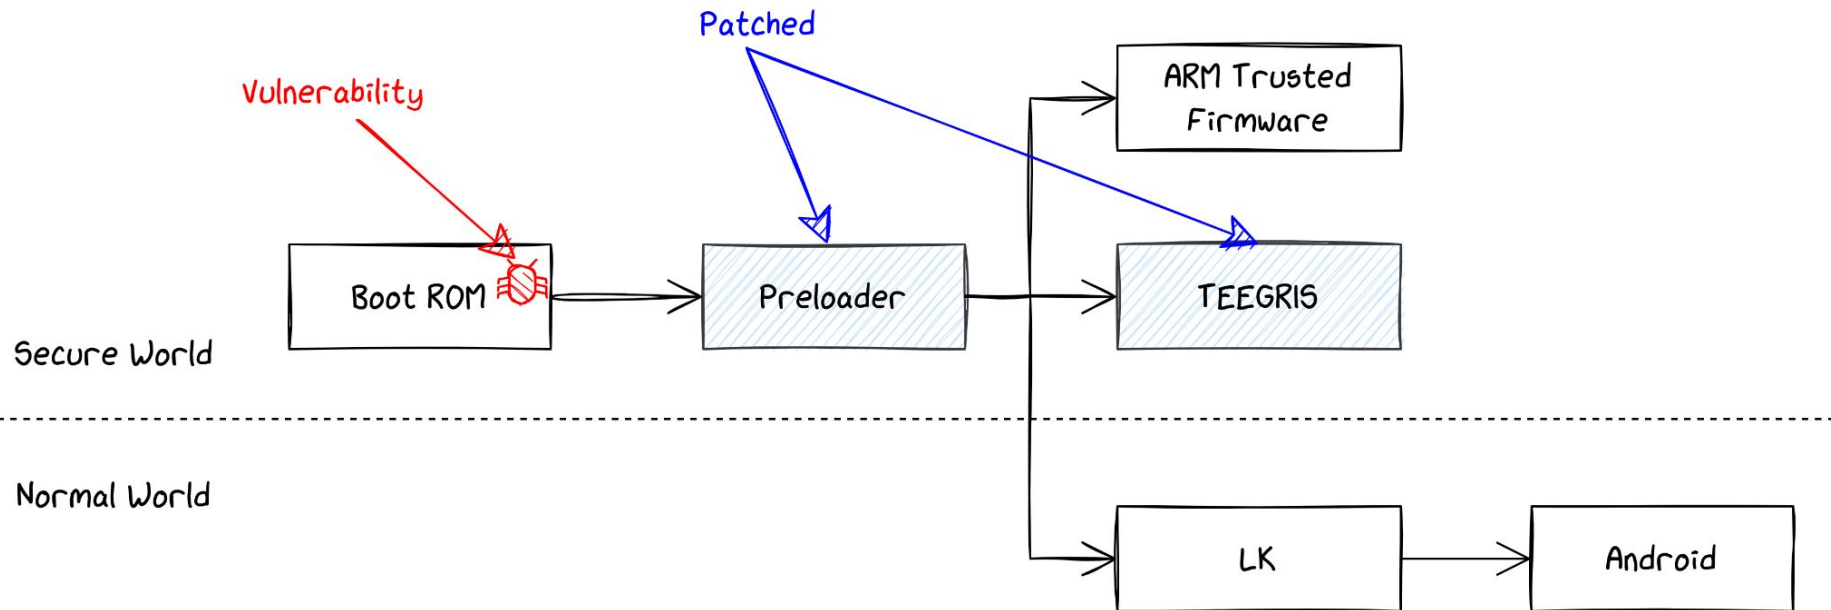 Patched
Vulnerability
ARM Trusted
Firmware
Boot ROM
Preloader
TEEGRIS
Secure World
Normal World
LK
Android